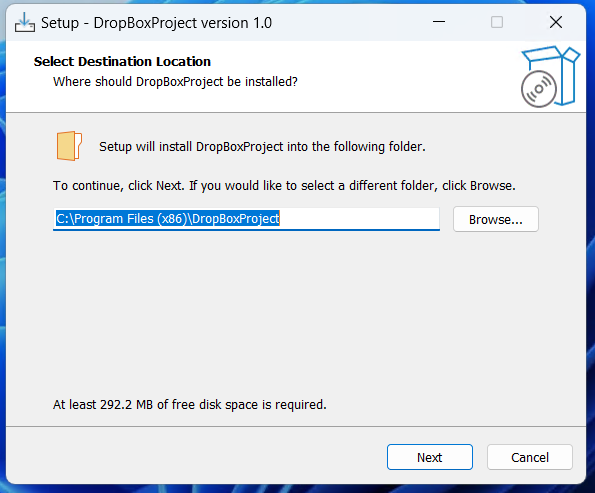 Setup - DropBoxProject version 1.0
Select Destination Location
Where should DropBoxProject be installed?
Setup will install DropBoxProject into the following folder.
To continue, click Next. If you would like to select a different folder, click Browse.
C:\Program Files (x86)\DropBoxProject
Browse...
At least 292.2 MB of free disk space is required.
Next
Cancel